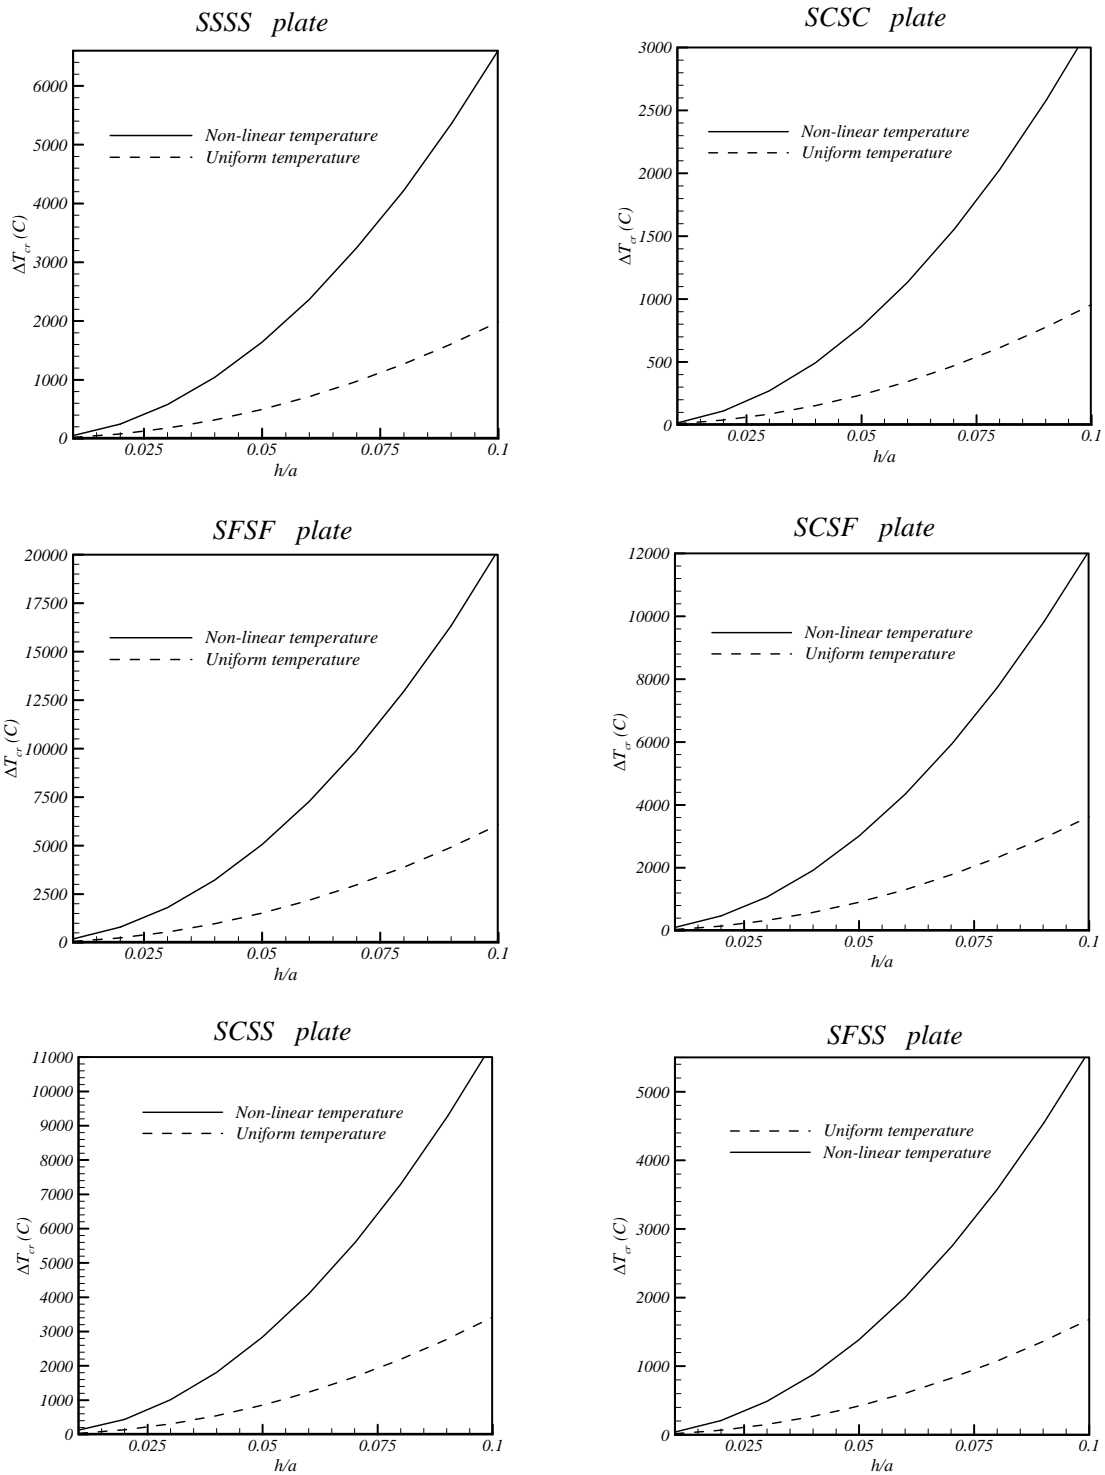 SSSS plate
6000
5000
4000
3000
2000
1000
0
ΔT_cr (C)
Non-linear temperature
Uniform temperature
0.025 0.05 0.075 0.1
h/a
SCSC plate
3000
2500
2000
1500
1000
500
0
ΔT_cr (C)
Non-linear temperature
Uniform temperature
0.025 0.05 0.075 0.1
h/a
SFSF plate
20000
17500
15000
12500
10000
7500
5000
2500
0
ΔT_cr (C)
Non-linear temperature
Uniform temperature
0.025 0.05 0.075 0.1
h/a
SCSF plate
12000
10000
8000
6000
4000
2000
0
ΔT_cr (C)
Non-linear temperature
Uniform temperature
0.025 0.05 0.075 0.1
h/a
SCSS plate
11000
10000
9000
8000
7000
6000
5000
4000
3000
2000
1000
0
ΔT_cr (C)
Non-linear temperature
Uniform temperature
0.025 0.05 0.075 0.1
h/a
SFSS plate
5000
4000
3000
2000
1000
0
ΔT_cr (C)
Uniform temperature
Non-linear temperature
0.025 0.05 0.075 0.1
h/a